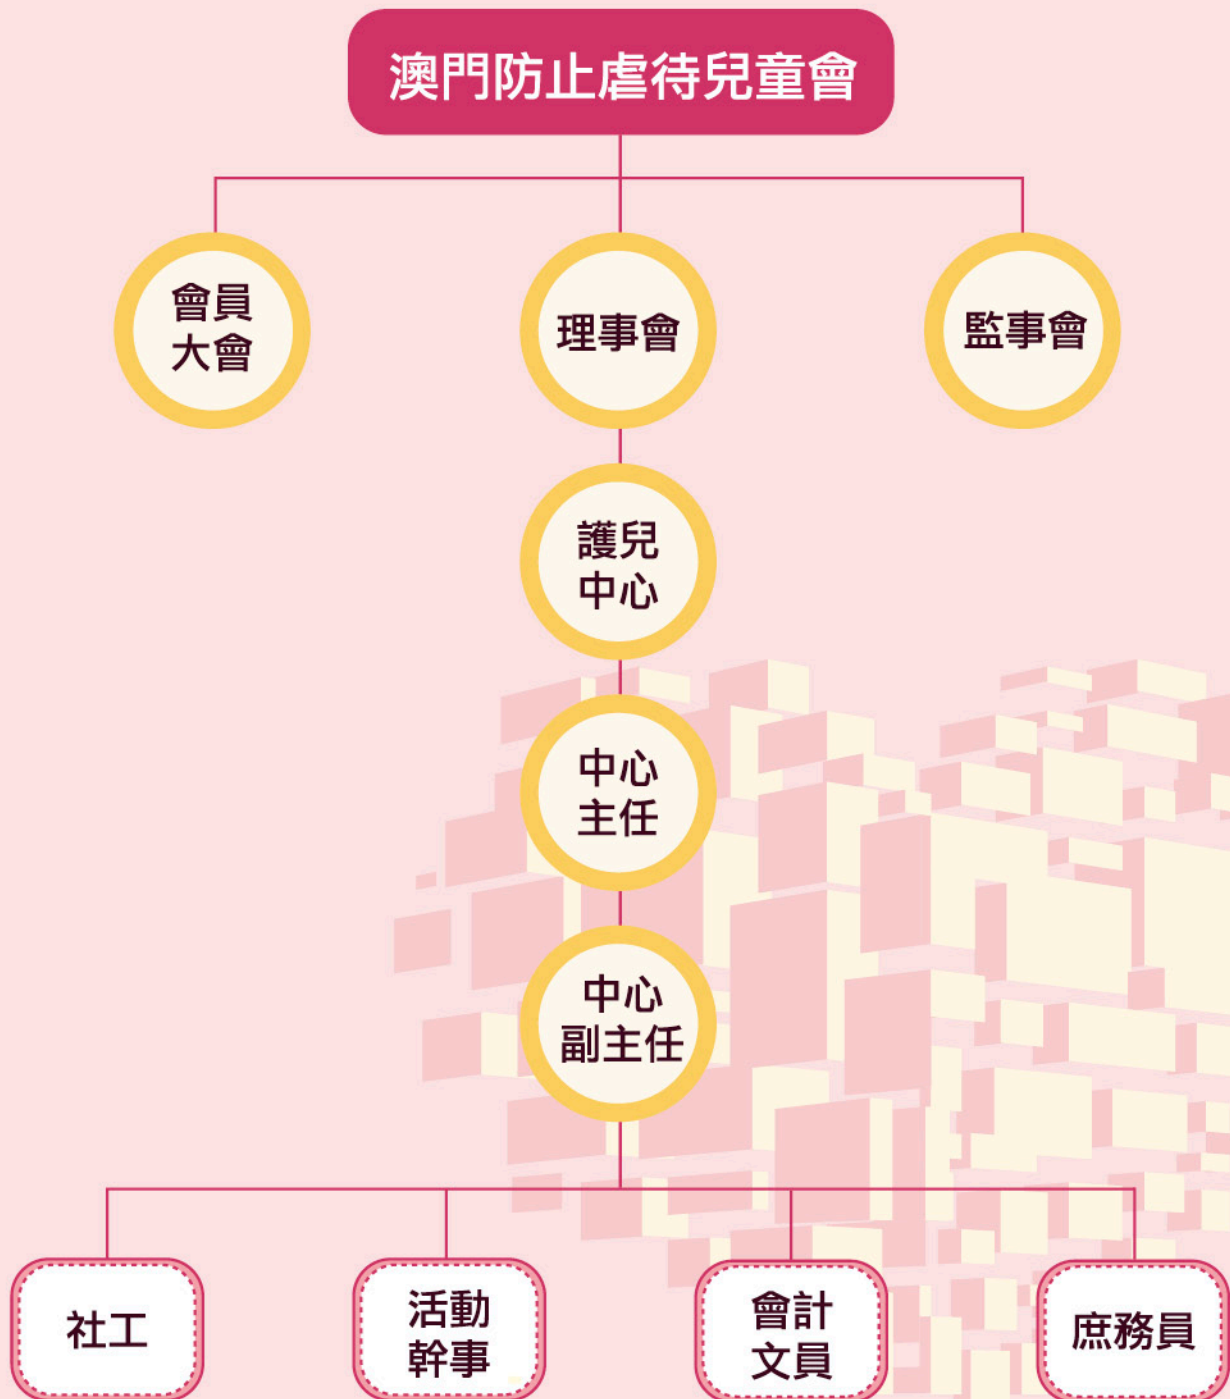 澳門防止虐待兒童會
會員
大會
理事會
監事會
護兒
中心
中心
主任
中心
副主任
社工
活動
幹事
會計
文員
庶務員